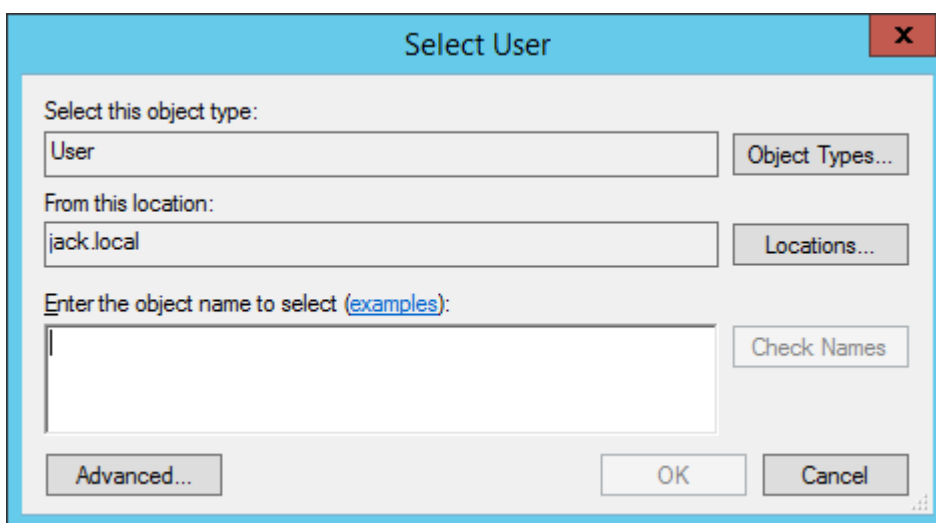 Select User
x
Select this object type:
User
Object Types...
From this location:
jack.local
Locations...
Enter the object name to select (examples):
Check Names
Advanced...
OK
Cancel